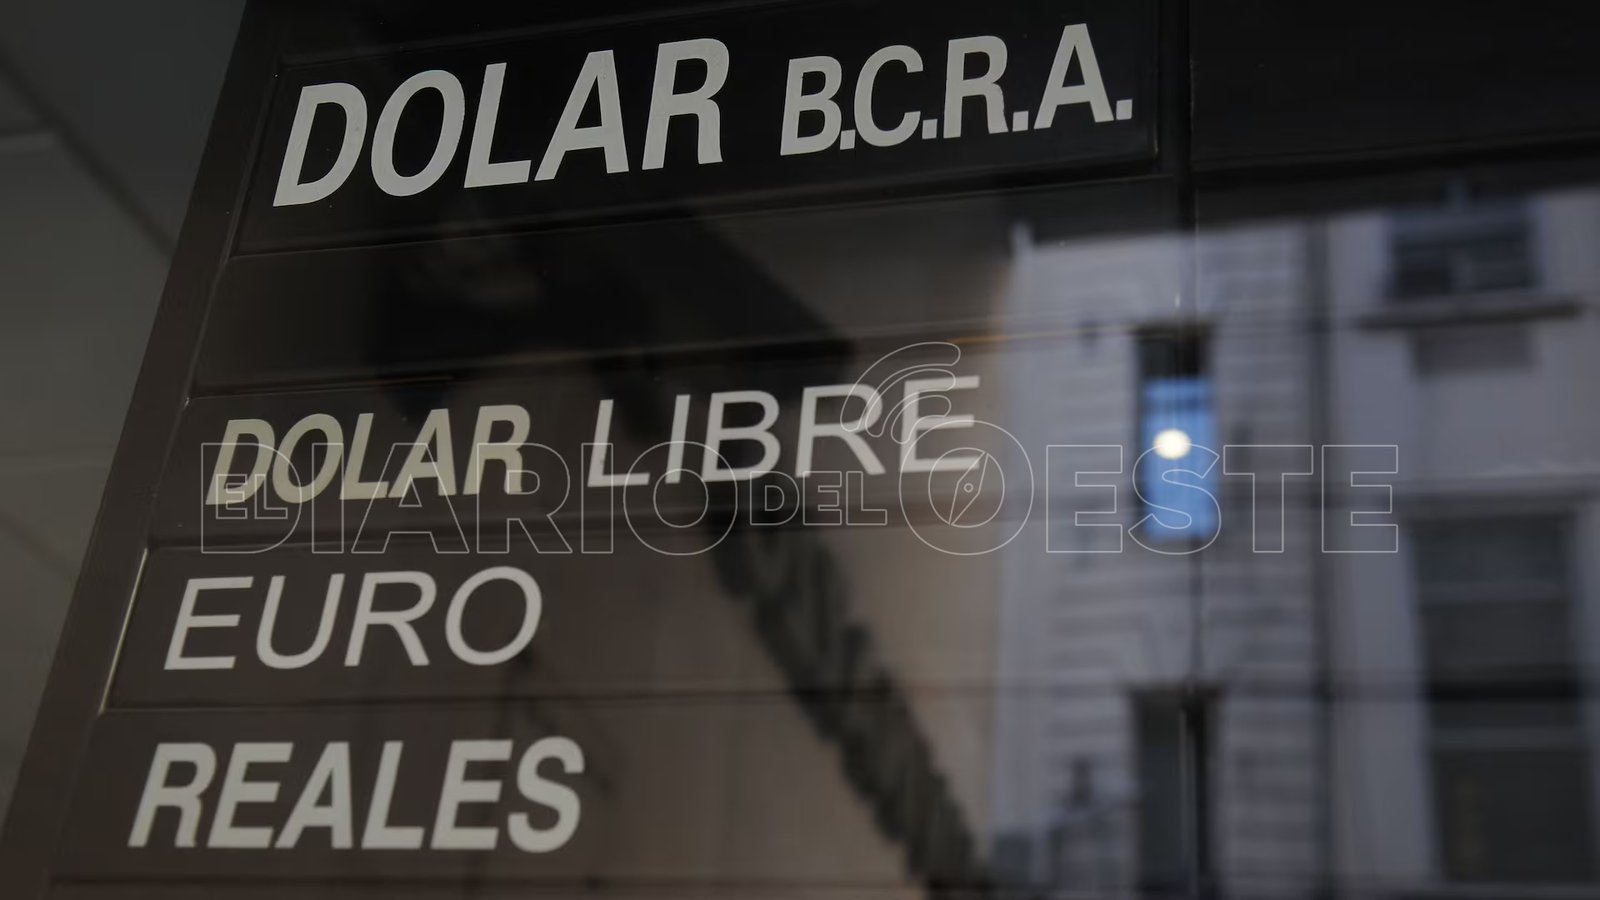 DOLAR B.C.R.A.
DOLAR LIBRE
EL DIARIO DEL OESTE
EURO
REALES